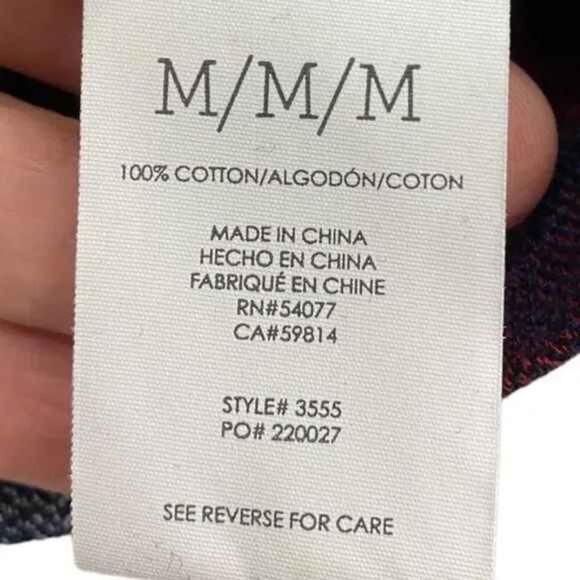 M/M/M
100% COTTON/ALGODÓN/COTON
MADE IN CHINA
HECHO EN CHINA
FABRIQUÉ EN CHINE
RN#54077
CA#59814
STYLE# 3555
PO# 220027
SEE REVERSE FOR CARE